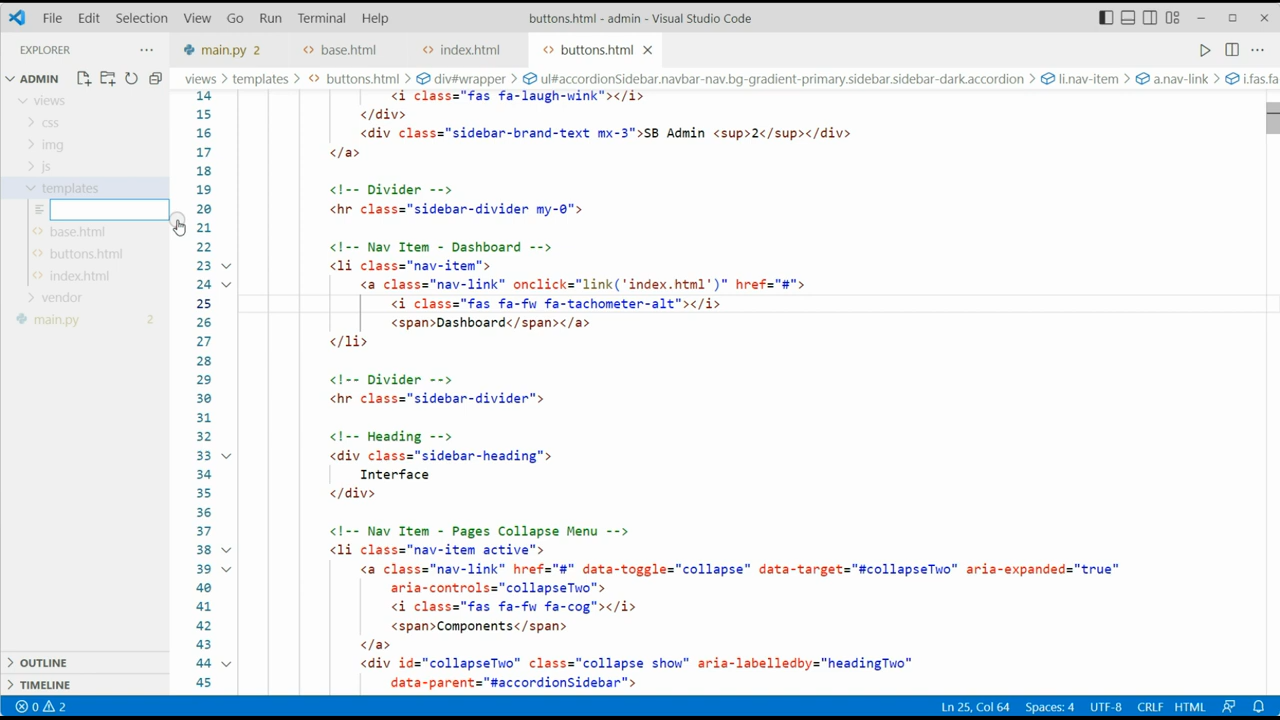 File Edit Selection View Go Run Terminal Help buttons.html - admin - Visual Studio Code
EXPLORER ··· main.py 2 base.html index.html buttons.html
ADMIN views > templates > buttons.html > div#wrapper > ul#accordionSidebar.navbar-nav.bg-gradient-primary.sidebar.sidebar-dark.accordion > li.nav-item > a.nav-link > i.fas.fa
views
css
img
js
templates
base.html
buttons.html
index.html
vendor
main.py 2
OUTLINE
TIMELINE
14 <i class="fas fa-laugh-wink"></i>
15 </div>
16 <div class="sidebar-brand-text mx-3">SB Admin <sup>2</sup></div>
17 </a>
18
19 <!-- Divider -->
20 <hr class="sidebar-divider my-0">
21
22 <!-- Nav Item - Dashboard -->
23 <li class="nav-item">
24 <a class="nav-link" onclick="link('index.html')" href="#">
25 <i class="fas fa-fw fa-tachometer-alt"></i>
26 <span>Dashboard</span></a>
27 </li>
28
29 <!-- Divider -->
30 <hr class="sidebar-divider">
31
32 <!-- Heading -->
33 <div class="sidebar-heading">
34 Interface
35 </div>
36
37 <!-- Nav Item - Pages Collapse Menu -->
38 <li class="nav-item active">
39 <a class="nav-link" href="#" data-toggle="collapse" data-target="#collapseTwo" aria-expanded="true"
40 aria-controls="collapseTwo">
41 <i class="fas fa-fw fa-cog"></i>
42 <span>Components</span>
43 </a>
44 <div id="collapseTwo" class="collapse show" aria-labelledby="headingTwo"
45 data-parent="#accordionSidebar">
0 2 Ln 25, Col 64 Spaces: 4 UTF-8 CRLF HTML